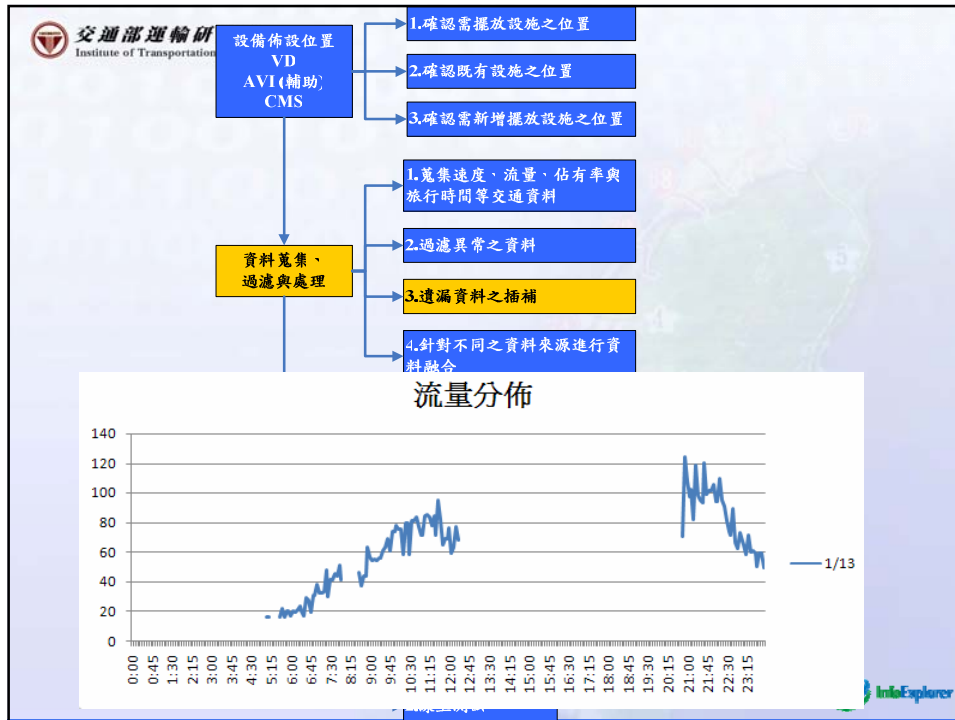 交通部運輸研
Institute of Transportation
設備佈設位置
VD
AVI (輔助)
CMS
1.確認需擺放設施之位置
2.確認既有設施之位置
3.確認需新增擺放設施之位置
資料蒐集、
過濾與處理
1.蒐集速度、流量、佔有率與
旅行時間等交通資料
2.過濾異常之資料
3.遺漏資料之插補
4.針對不同之資料來源進行資
料融合
流量分佈
140
120
100
80
60
40
20
0
0:00
0:45
1:30
2:15
3:00
3:45
4:30
5:15
6:00
6:45
7:30
8:15
9:00
9:45
10:30
11:15
12:00
12:45
13:30
14:15
15:00
15:45
16:30
17:15
18:00
18:45
19:30
20:15
21:00
21:45
22:30
23:15
1/13
InfoExplorer